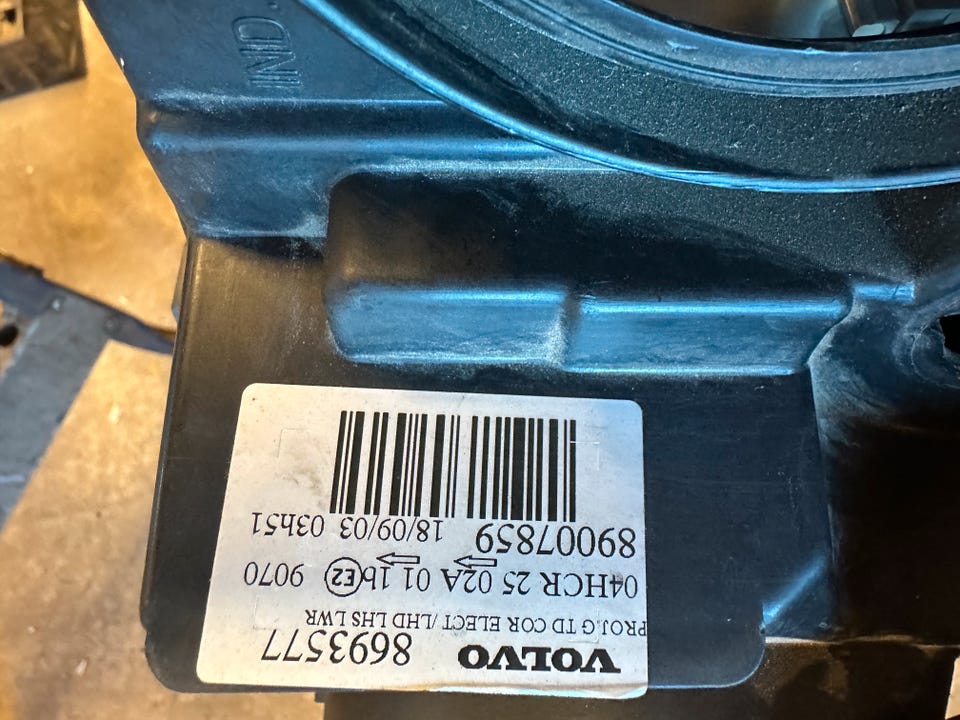 IND.
VOLVO 8693577
PROJ.G TD COR ELECT/LHD LHS LWR
04HCR 25 02A 01 1b E2 9070
89007859 18/09/03 03h51